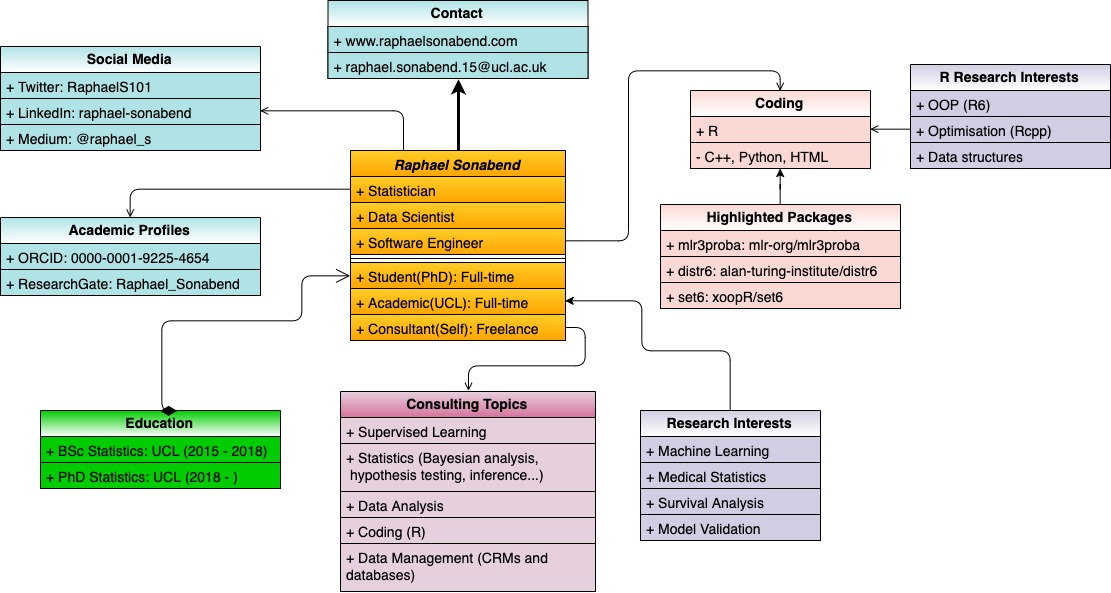 Contact
+ www.raphaelsonabend.com
+ raphael.sonabend.15@ucl.ac.uk
Social Media
+ Twitter: RaphaelS101
+ LinkedIn: raphael-sonabend
+ Medium: @raphael_s
Academic Profiles
+ ORCID: 0000-0001-9225-4654
+ ResearchGate: Raphael_Sonabend
Raphael Sonabend
+ Statistician
+ Data Scientist
+ Software Engineer
+ Student(PhD): Full-time
+ Academic(UCL): Full-time
+ Consultant(Self): Freelance
Coding
+ R
- C++, Python, HTML
R Research Interests
+ OOP (R6)
+ Optimisation (Rcpp)
+ Data structures
Highlighted Packages
+ mlr3proba: mlr-org/mlr3proba
+ distr6: alan-turing-institute/distr6
+ set6: xoopR/set6
Education
+ BSc Statistics: UCL (2015 - 2018)
+ PhD Statistics: UCL (2018 - )
Consulting Topics
+ Supervised Learning
+ Statistics (Bayesian analysis,
hypothesis testing, inference...)
+ Data Analysis
+ Coding (R)
+ Data Management (CRMs and
databases)
Research Interests
+ Machine Learning
+ Medical Statistics
+ Survival Analysis
+ Model Validation